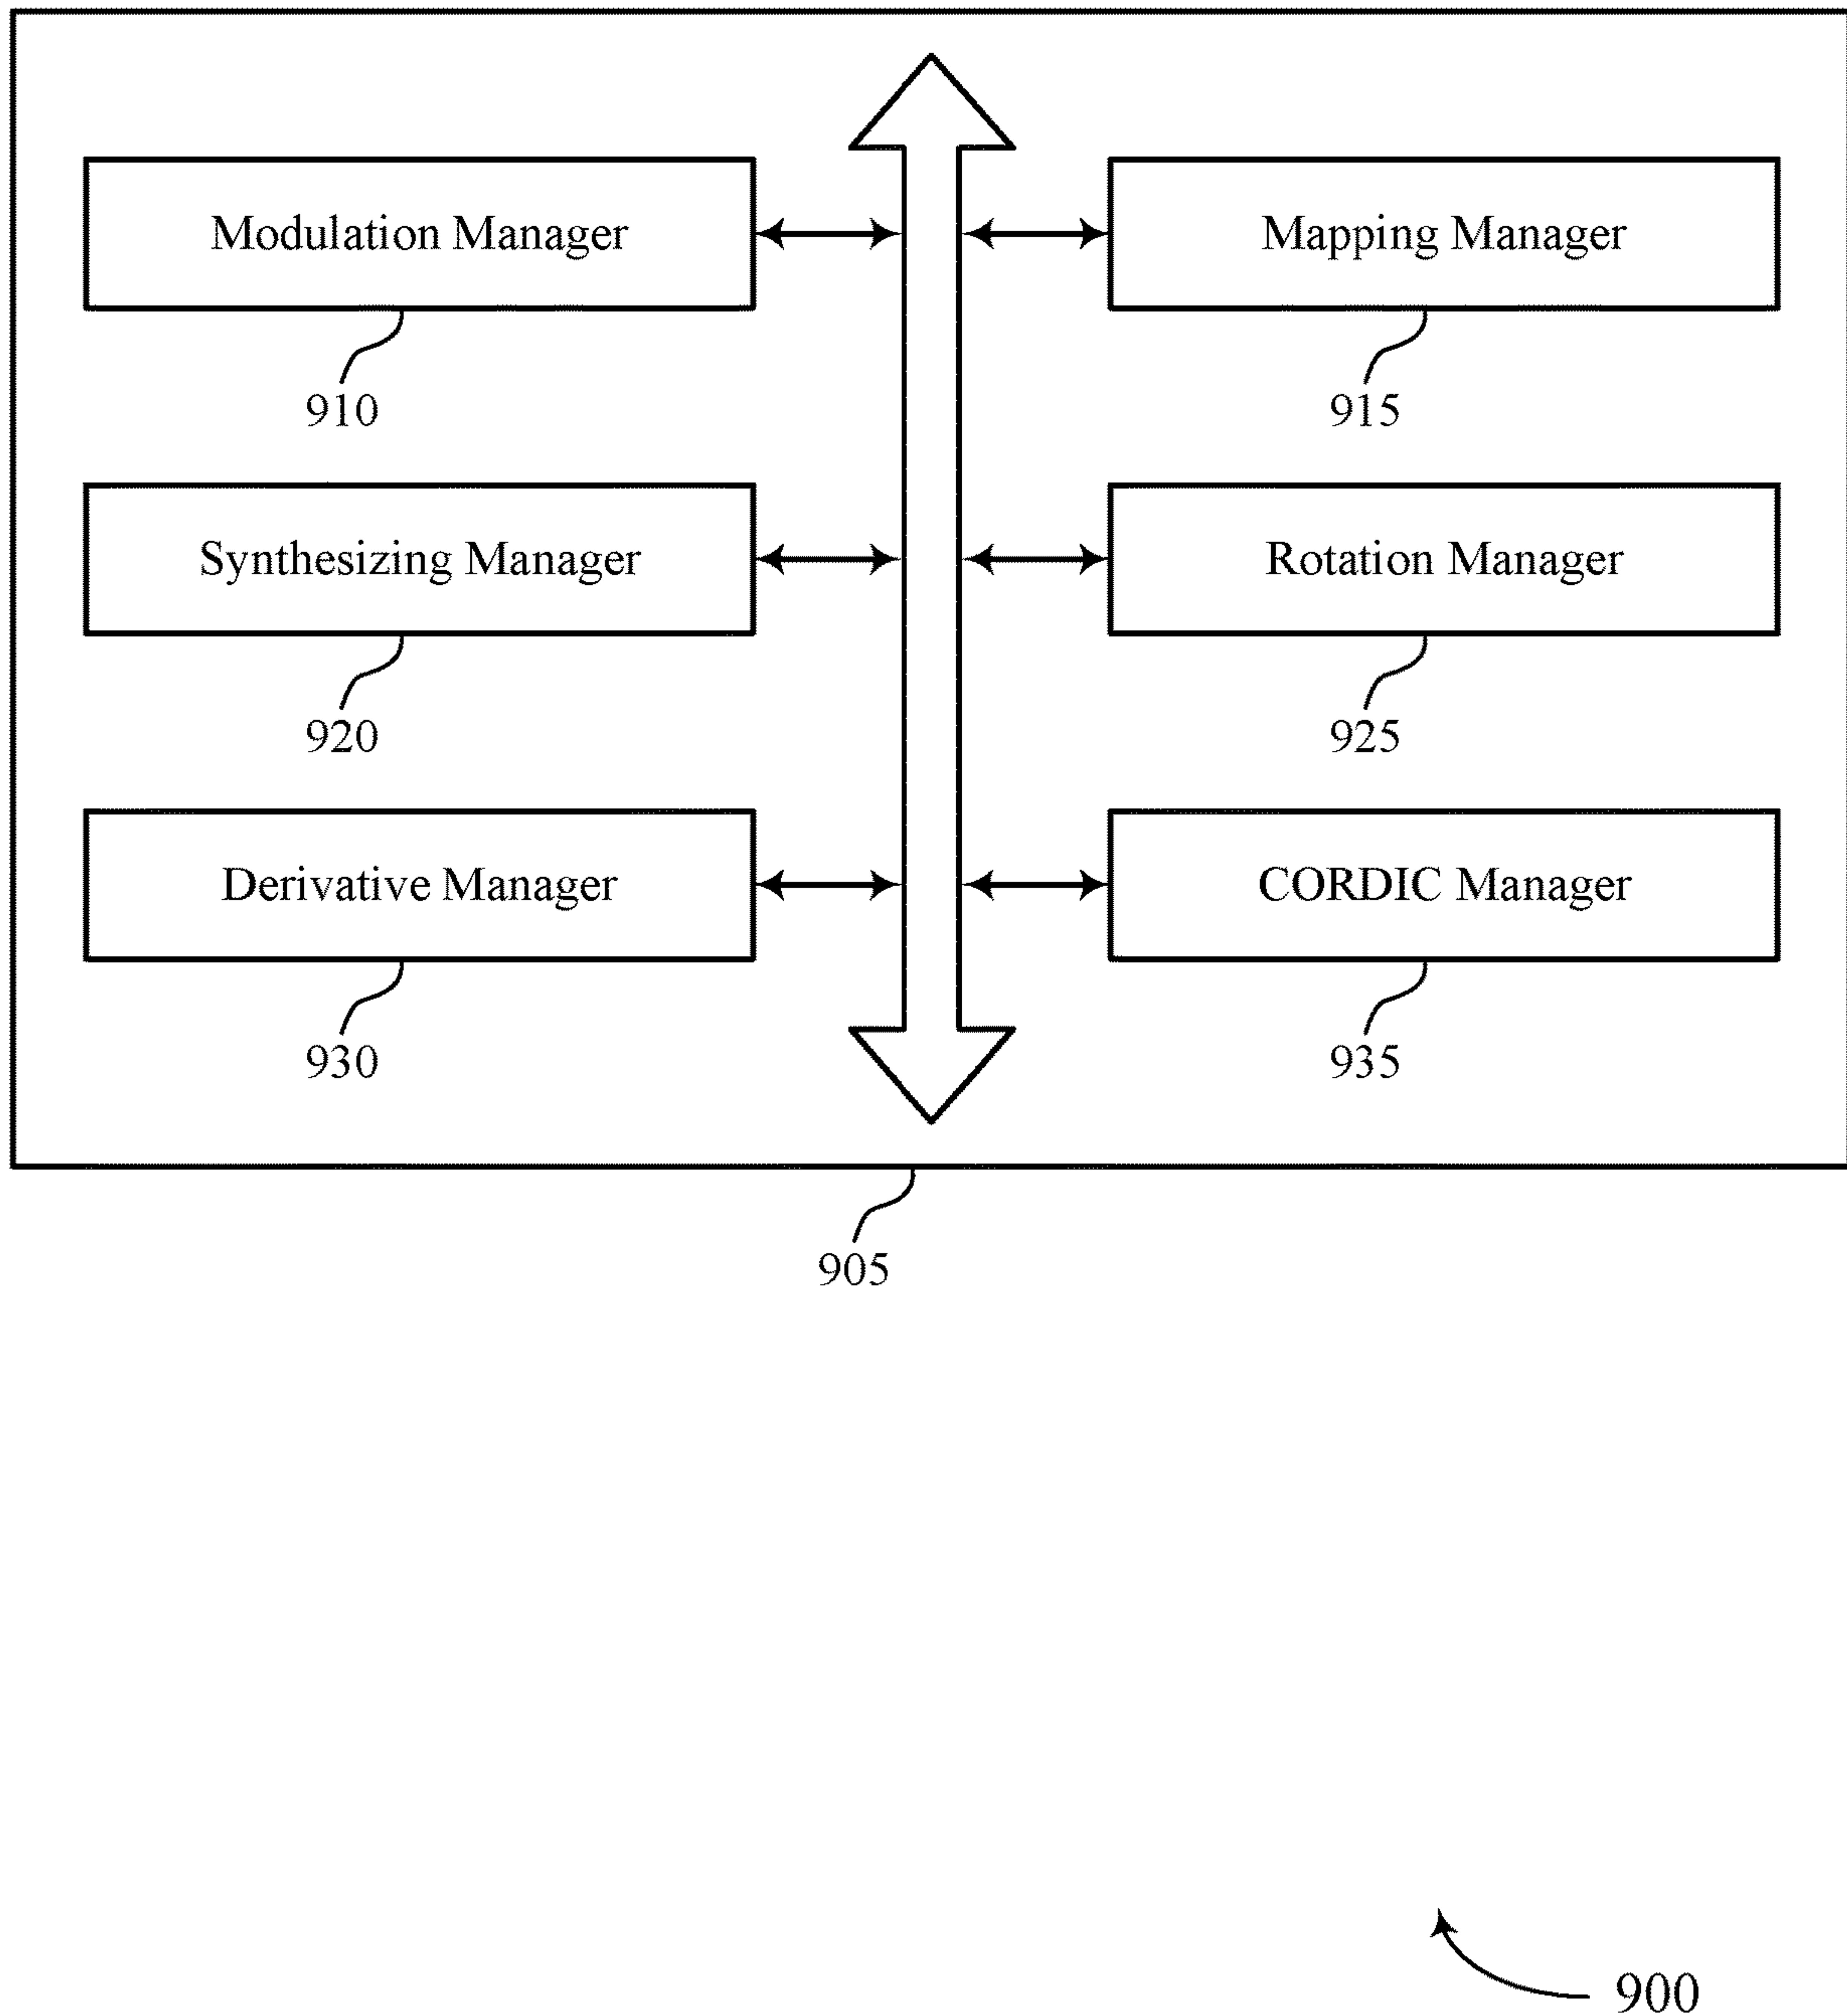 Modulation Manager
Mapping Manager
910
915
Synthesizing Manager
Rotation Manager
920
925
Derivative Manager
CORDIC Manager
930
935
905
900